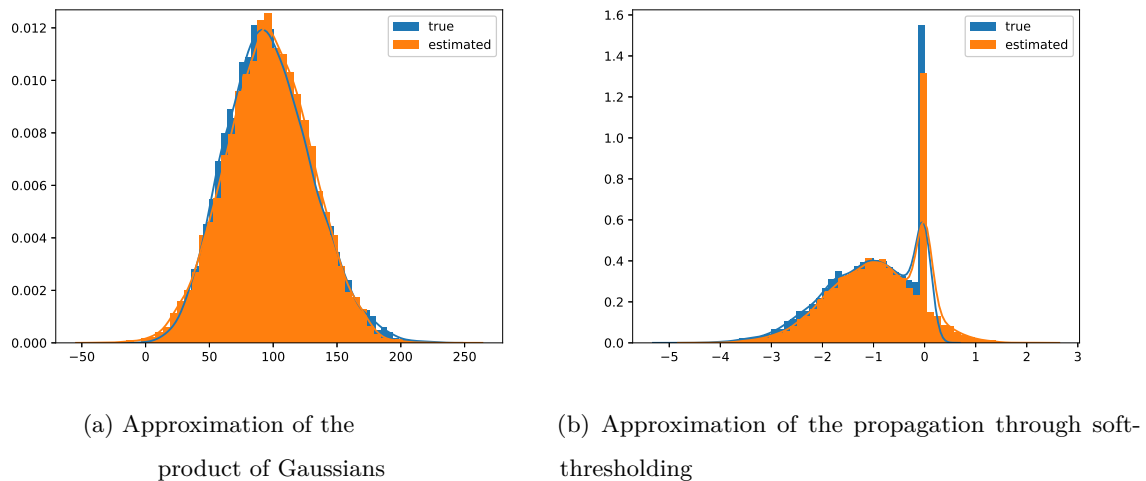 0.012
0.010
0.008
0.006
0.004
0.002
0.000
−50 0 50 100 150 200 250
true
estimated
1.6
1.4
1.2
1.0
0.8
0.6
0.4
0.2
0.0
−5 −4 −3 −2 −1 0 1 2 3
true
estimated
(a) Approximation of the
product of Gaussians
(b) Approximation of the propagation through soft-
thresholding